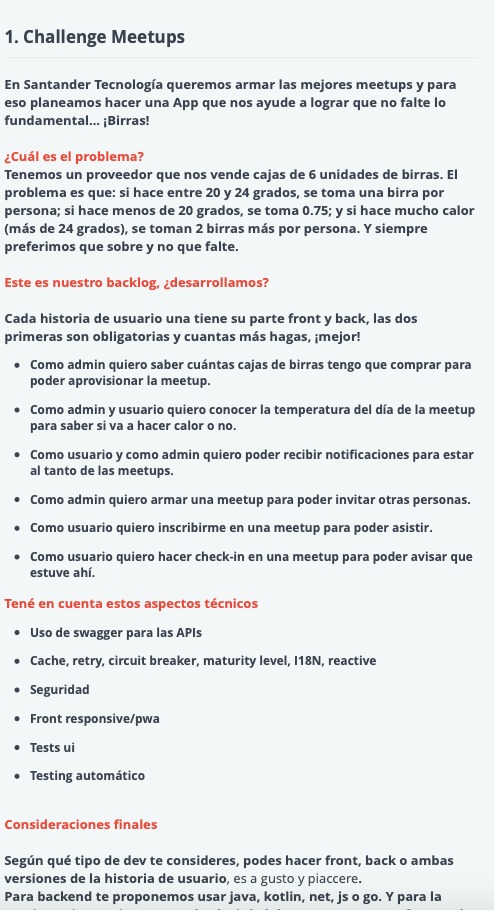 1. Challenge Meetups
En Santander Tecnología queremos armar las mejores meetups y para
eso planeamos hacer una App que nos ayude a lograr que no falte lo
fundamental... ¡Birras!
¿Cuál es el problema?
Tenemos un proveedor que nos vende cajas de 6 unidades de birras. El
problema es que: si hace entre 20 y 24 grados, se toma una birra por
persona; si hace menos de 20 grados, se toma 0.75; y si hace mucho calor
(más de 24 grados), se toman 2 birras más por persona. Y siempre
preferimos que sobre y no que falte.
Este es nuestro backlog, ¿desarrollamos?
Cada historia de usuario una tiene su parte front y back, las dos
primeras son obligatorias y cuantas más hagas, ¡mejor!
• Como admin quiero saber cuántas cajas de birras tengo que comprar para
poder aprovisionar la meetup.
• Como admin y usuario quiero conocer la temperatura del día de la meetup
para saber si va a hacer calor o no.
• Como usuario y como admin quiero poder recibir notificaciones para estar
al tanto de las meetups.
• Como admin quiero armar una meetup para poder invitar otras personas.
• Como usuario quiero inscribirme en una meetup para poder asistir.
• Como usuario quiero hacer check-in en una meetup para poder avisar que
estuve ahí.
Tené en cuenta estos aspectos técnicos
• Uso de swagger para las APIs
• Cache, retry, circuit breaker, maturity level, I18N, reactive
• Seguridad
• Front responsive/pwa
• Tests ui
• Testing automático
Consideraciones finales
Según qué tipo de dev te consideres, podes hacer front, back o ambas
versiones de la historia de usuario, es a gusto y piaccere.
Para backend te proponemos usar java, kotlin, net, js o go. Y para la